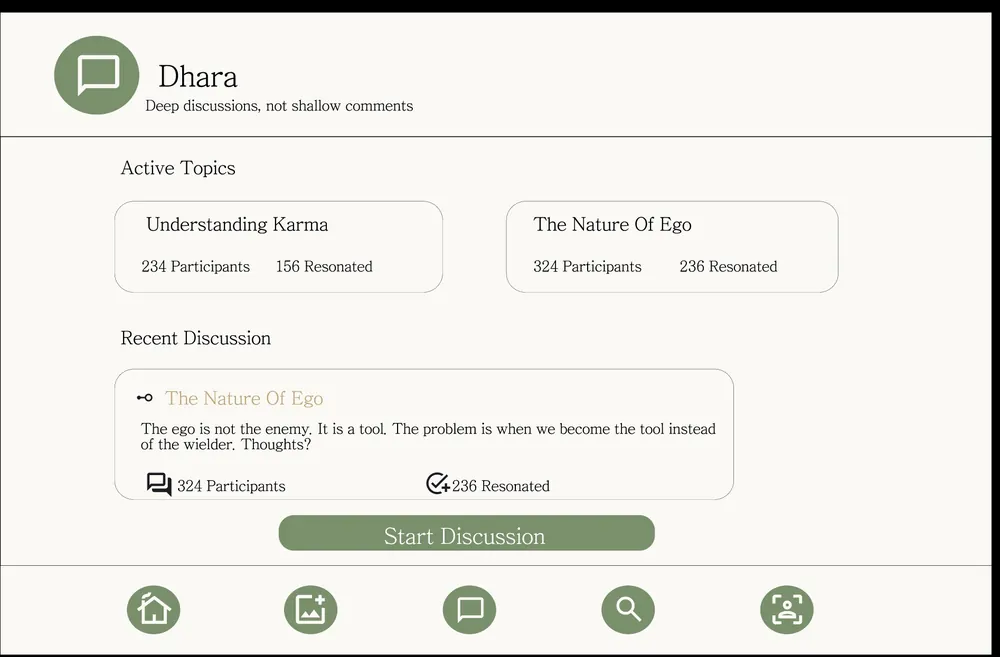 Dhara
Deep discussions, not shallow comments
Active Topics
Understanding Karma
234 Participants 156 Resonated
The Nature Of Ego
324 Participants 236 Resonated
Recent Discussion
The Nature Of Ego
The ego is not the enemy. It is a tool. The problem is when we become the tool instead
of the wielder. Thoughts?
324 Participants 236 Resonated
Start Discussion